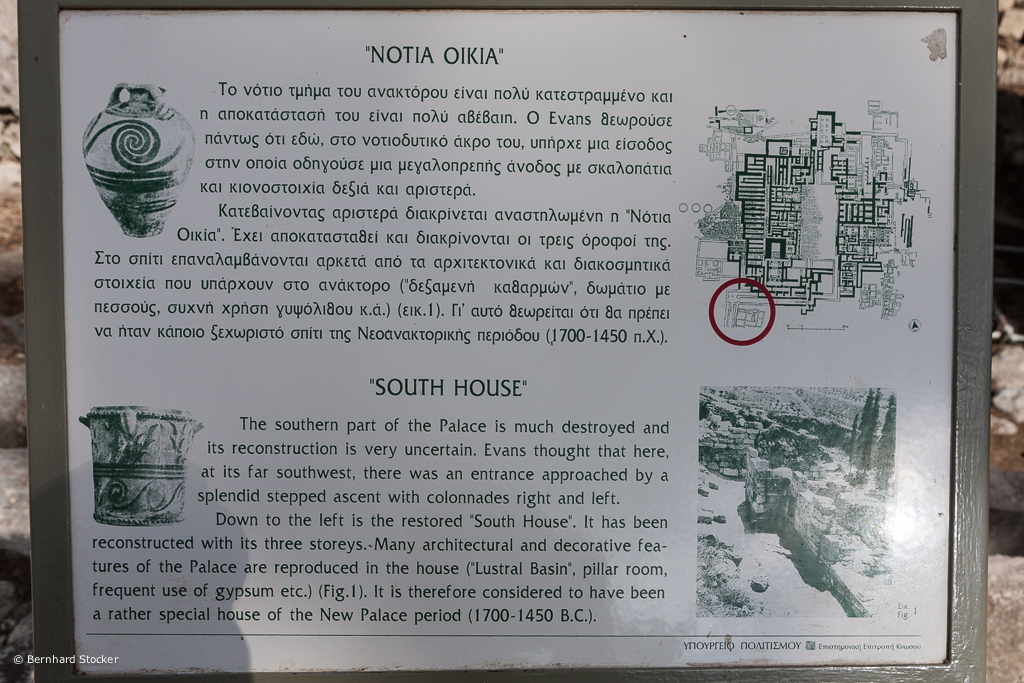 "ΝΟΤΙΑ ΟΙΚΙΑ"
Το νότιο τμήμα του ανακτόρου είναι πολύ κατεστραμμένο και
η αποκατάστασή του είναι πολύ αβέβαιη. Ο Evans θεωρούσε
πάντως ότι εδώ, στο νοτιοδυτικό άκρο του, υπήρχε μια είσοδος
στην οποία οδηγούσε μια μεγαλοπρεπής άνοδος με σκαλοπάτια
και κιονοστοιχία δεξιά και αριστερά.
Κατεβαίνοντας αριστερά διακρίνεται αναστηλωμένη η "Νότια
Οικία". Έχει αποκατασταθεί και διακρίνονται οι τρεις όροφοί της.
Στο σπίτι επαναλαμβάνονται αρκετά από τα αρχιτεκτονικά και διακοσμητικά
στοιχεία που υπάρχουν στο ανάκτορο ("δεξαμενή καθαρμών", δωμάτιο με
πεσσούς, συχνή χρήση γυψόλιθου κ.ά.) (εικ.1). Γι' αυτό θεωρείται ότι θα πρέπει
να ήταν κάποιο ξεχωριστό σπίτι της Νεοανακτορικής περιόδου (1700-1450 π.Χ.).
"SOUTH HOUSE"
The southern part of the Palace is much destroyed and
its reconstruction is very uncertain. Evans thought that here,
at its far southwest, there was an entrance approached by a
splendid stepped ascent with colonnades right and left.
Down to the left is the restored "South House". It has been
reconstructed with its three storeys. Many architectural and decorative fea-
tures of the Palace are reproduced in the house ("Lustral Basin", pillar room,
frequent use of gypsum etc.) (Fig.1). It is therefore considered to have been
a rather special house of the New Palace period (1700-1450 B.C.).
Εικ.
Fig. 1
ΥΠΟΥΡΓΕΙΟ ΠΟΛΙΤΙΣΜΟΥ Επιστημονική Επιτροπή Κνωσού
© Bernhard Stocker